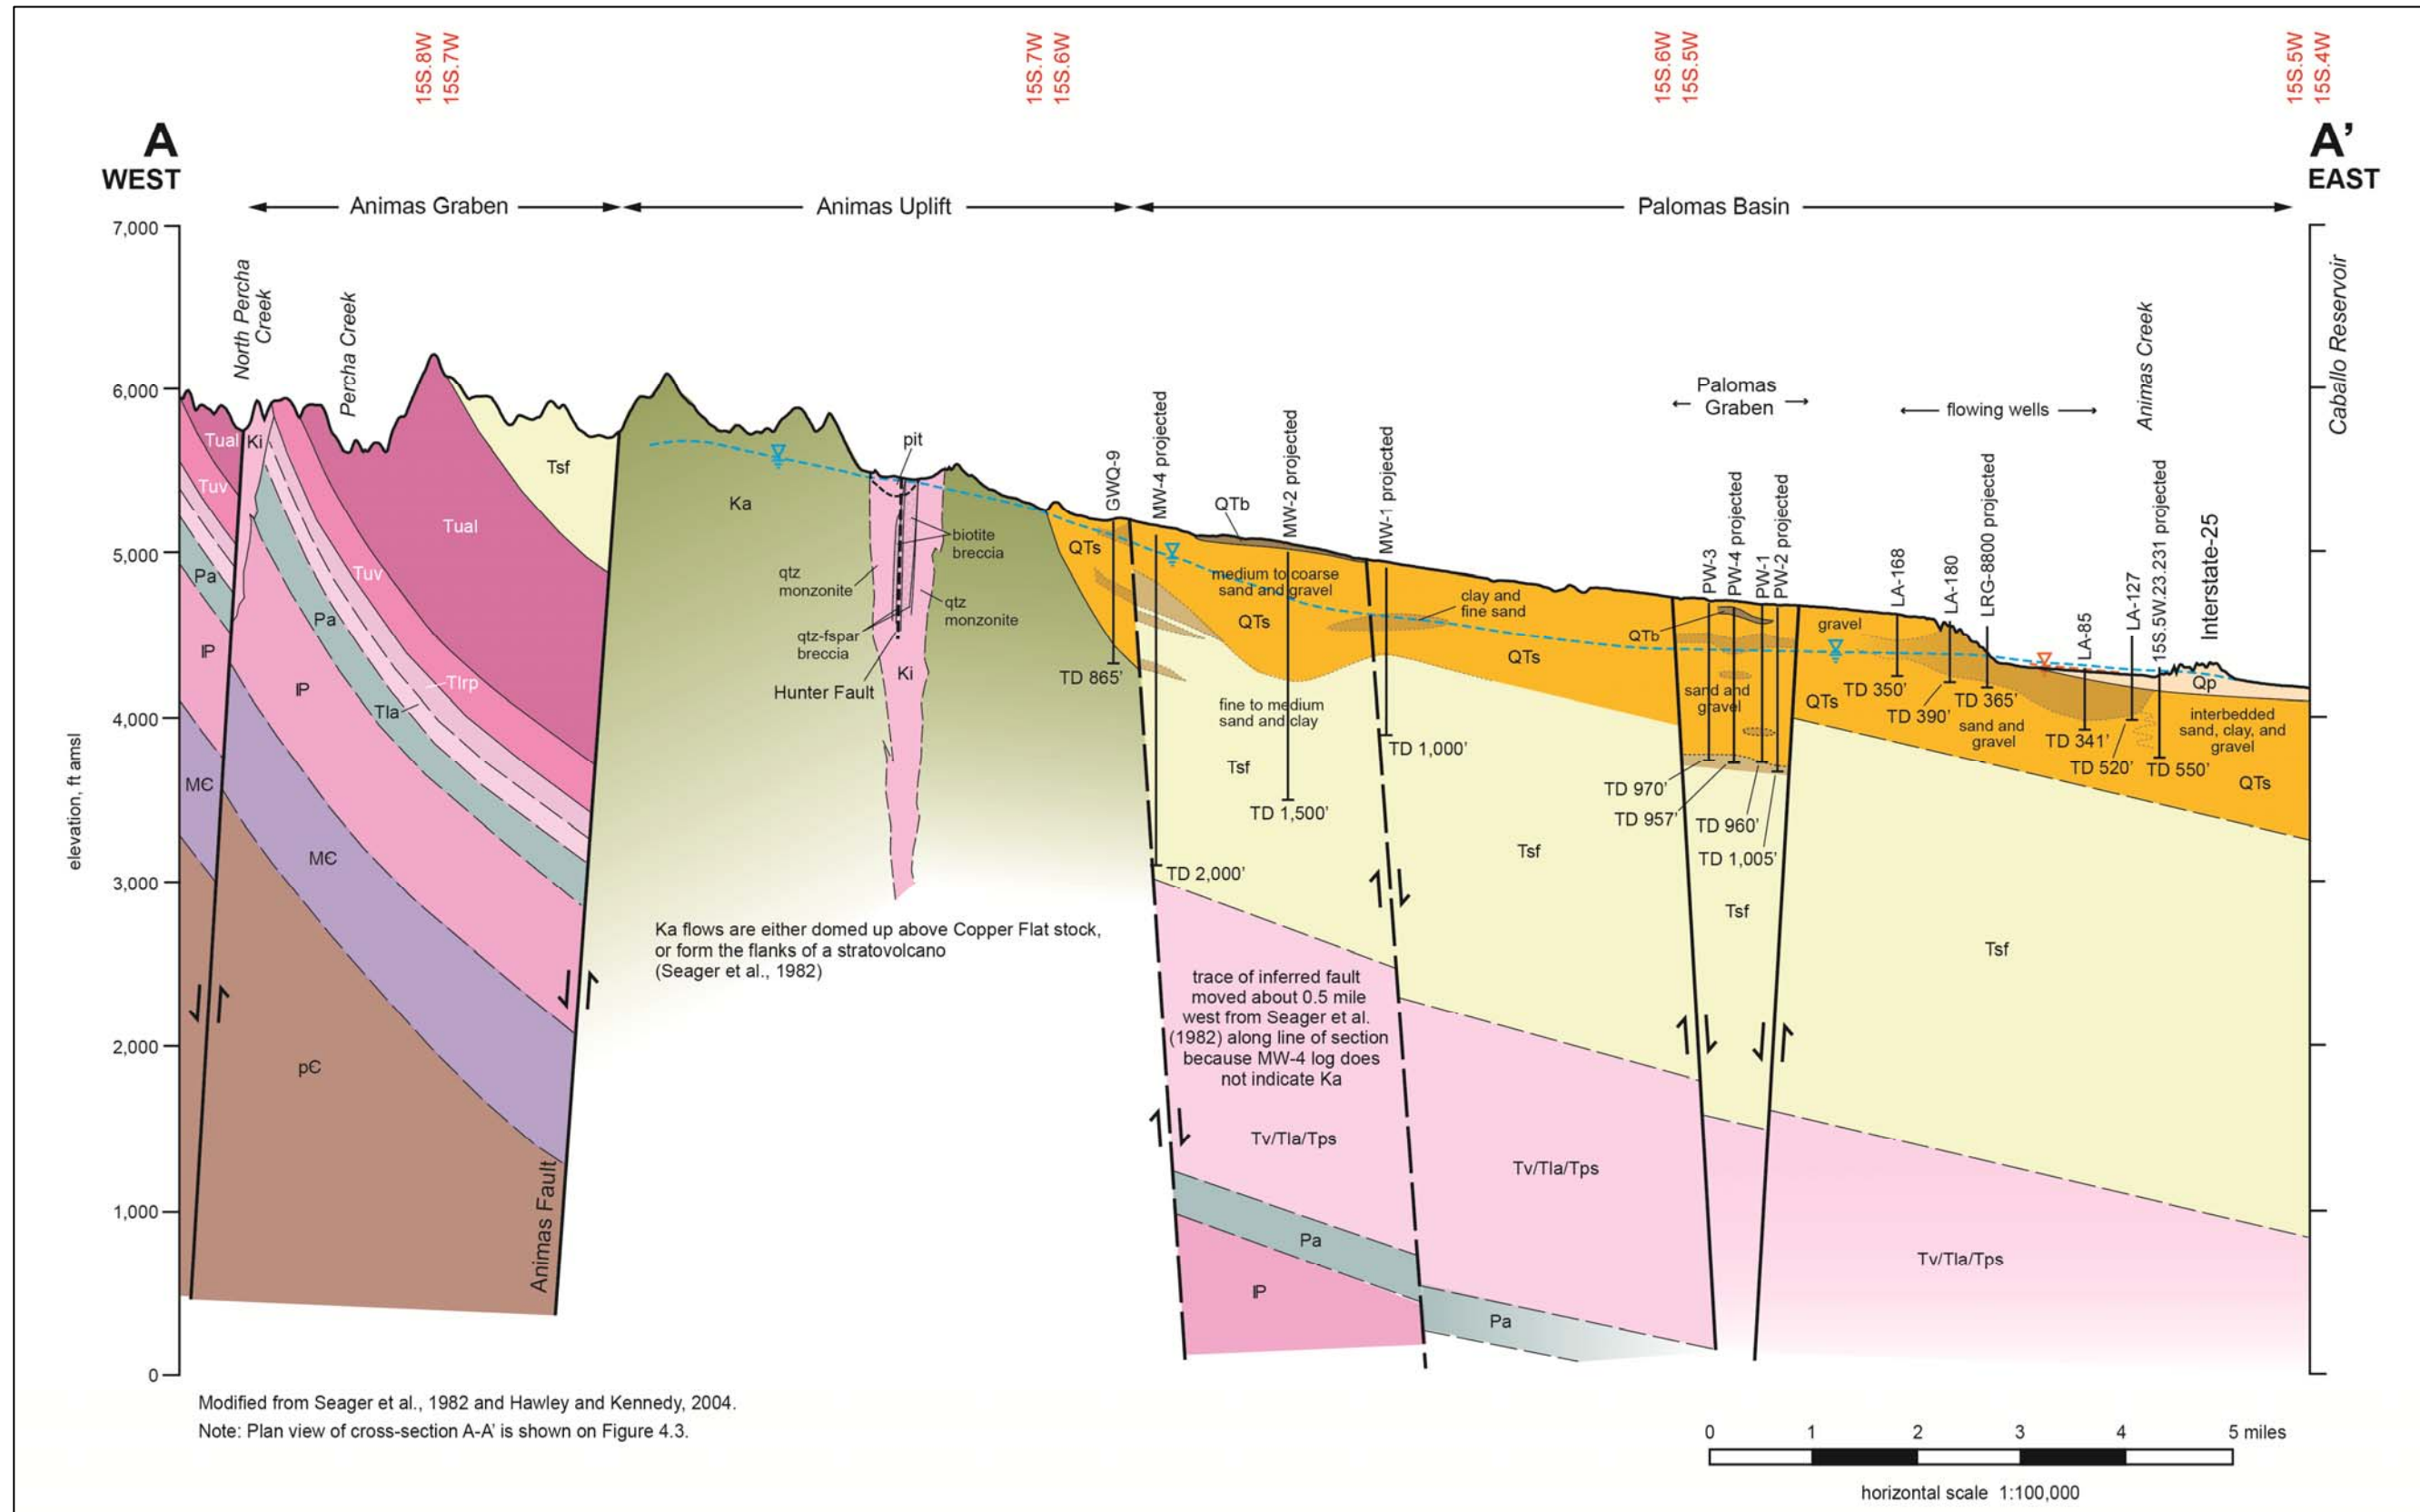 15S.8W
15S.7W
15S.7W
15S.6W
15S.6W
15S.5W
15S.5W
15S.4W
A
WEST
A’
EAST
Animas Graben
Animas Uplift
Palomas Basin
7,000
6,000
5,000
4,000
3,000
2,000
1,000
0
elevation, ft amsl
North Percha
Creek
Percha Creek
Caballo Reservoir
Animas Creek
Interstate-25
Palomas
Graben
flowing wells
Tual
Ki
Tuv
Pa
IP
MЄ
Tsf
Tual
Tuv
Pa
Tlrp
Tla
IP
MЄ
pЄ
Animas Fault
Ka
pit
biotite
breccia
qtz
monzonite
qtz
monzonite
qtz-fspar
breccia
Hunter Fault
Ki
Ka flows are either domed up above Copper Flat stock,
or form the flanks of a stratovolcano
(Seager et al., 1982)
GWQ-9
MW-4 projected
MW-2 projected
MW-1 projected
PW-3
PW-4 projected
PW-1
PW-2 projected
LA-168
LA-180
LRG-8800 projected
LA-85
LA-127
15S.5W.23.231 projected
QTb
QTs
medium to coarse
sand and gravel
QTs
clay and
fine sand
QTs
QTb
gravel
sand and
gravel
QTs
sand and
gravel
Qp
interbedded
sand, clay, and
gravel
QTs
TD 865’
fine to medium
sand and clay
Tsf
TD 1,000’
TD 1,500’
TD 2,000’
TD 970’
TD 957’
TD 960’
TD 1,005’
TD 350’
TD 390’
TD 365’
TD 341’
TD 520’
TD 550’
Tsf
Tsf
Tsf
trace of inferred fault
moved about 0.5 mile
west from Seager et al.
(1982) along line of section
because MW-4 log does
not indicate Ka
Tv/Tla/Tps
Tv/Tla/Tps
Tv/Tla/Tps
Pa
IP
Pa
Modified from Seager et al., 1982 and Hawley and Kennedy, 2004.
Note: Plan view of cross-section A-A’ is shown on Figure 4.3.
0 1 2 3 4 5 miles
horizontal scale 1:100,000